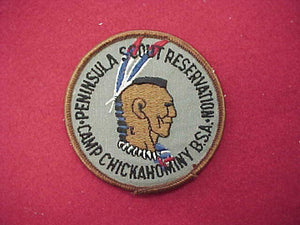 • PENINSULA SCOUT RESERVATION •
CAMP CHICKAHOMINY B.S.A.